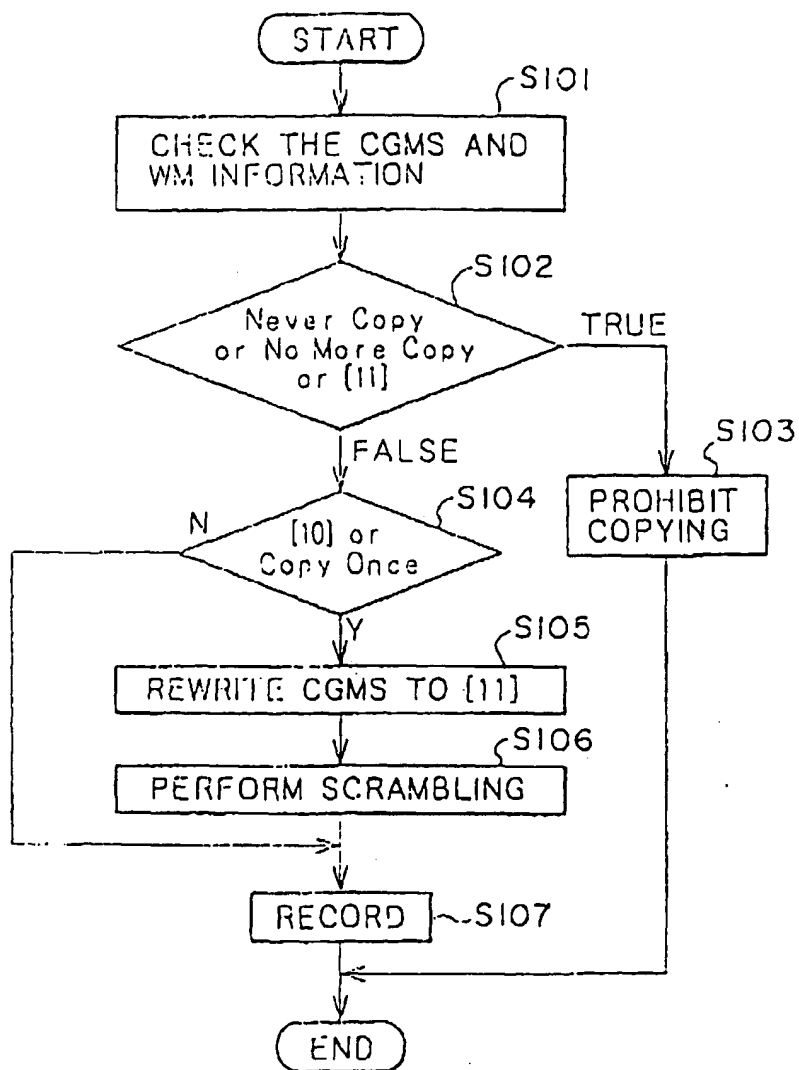 START
S101
CHECK THE CGMS AND
WM INFORMATION
S102
Never Copy
or No More Copy
or [11]
TRUE
FALSE
S103
PROHIBIT
COPYING
S104
N
[10] or
Copy Once
Y
S105
REWRITE CGMS TO [11]
S106
PERFORM SCRAMBLING
RECORD
S107
END